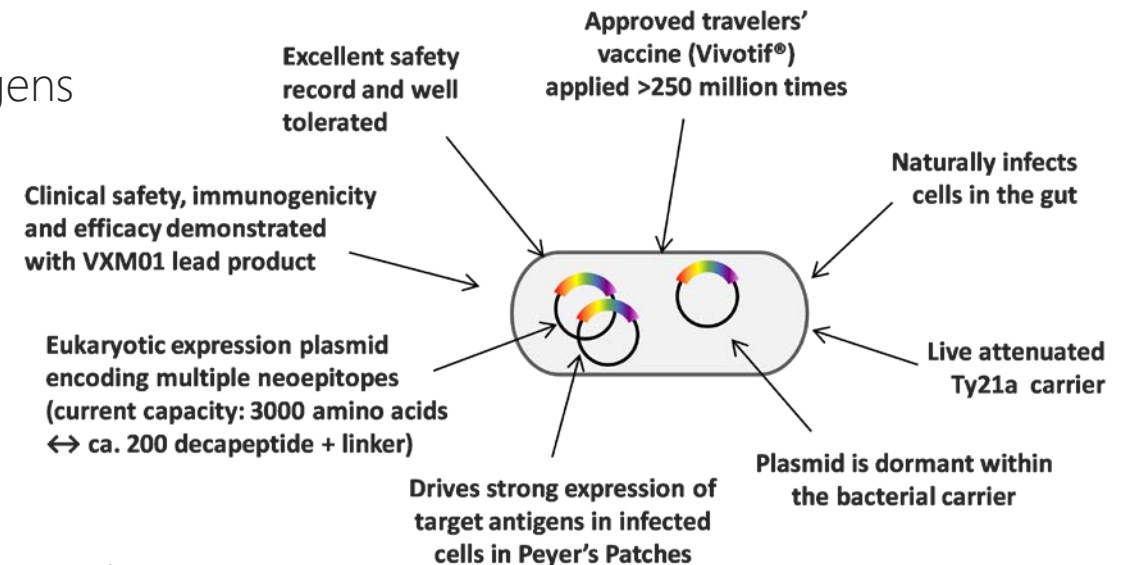 gens
Approved travelers’
vaccine (Vivotif®)
applied >250 million times
Excellent safety
record and well
tolerated
Naturally infects
cells in the gut
Clinical safety, immunogenicity
and efficacy demonstrated
with VXM01 lead product
Eukaryotic expression plasmid
encoding multiple neoepitopes
(current capacity: 3000 amino acids
↔ ca. 200 decapeptide + linker)
Live attenuated
Ty21a carrier
Plasmid is dormant within
the bacterial carrier
Drives strong expression of
target antigens in infected
cells in Peyer’s Patches